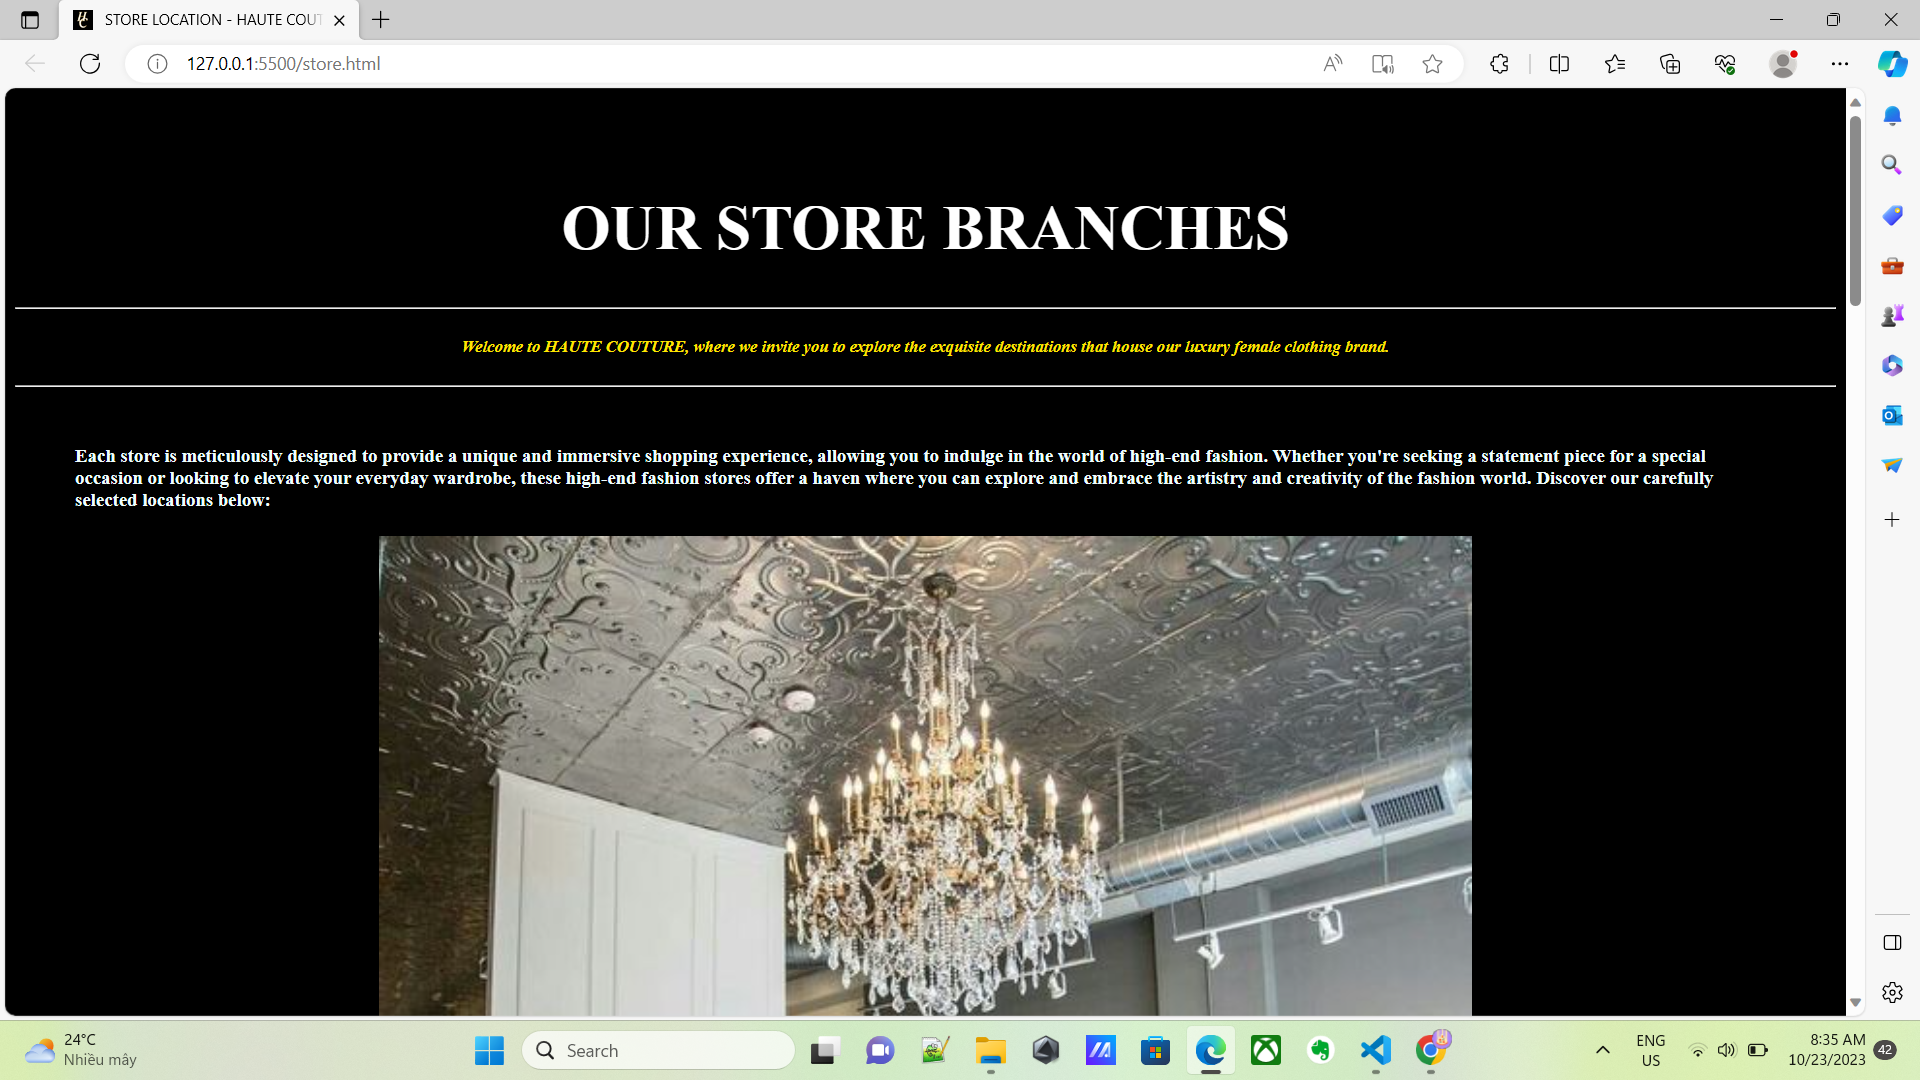 STORE LOCATION - HAUTE COUT
127.0.0.1:5500/store.html
OUR STORE BRANCHES
Welcome to HAUTE COUTURE, where we invite you to explore the exquisite destinations that house our luxury female clothing brand.
Each store is meticulously designed to provide a unique and immersive shopping experience, allowing you to indulge in the world of high-end fashion. Whether you're seeking a statement piece for a special
occasion or looking to elevate your everyday wardrobe, these high-end fashion stores offer a haven where you can explore and embrace the artistry and creativity of the fashion world. Discover our carefully
selected locations below:
24°C
Nhiều mây
Search
ENG
US
8:35 AM
10/23/2023
42